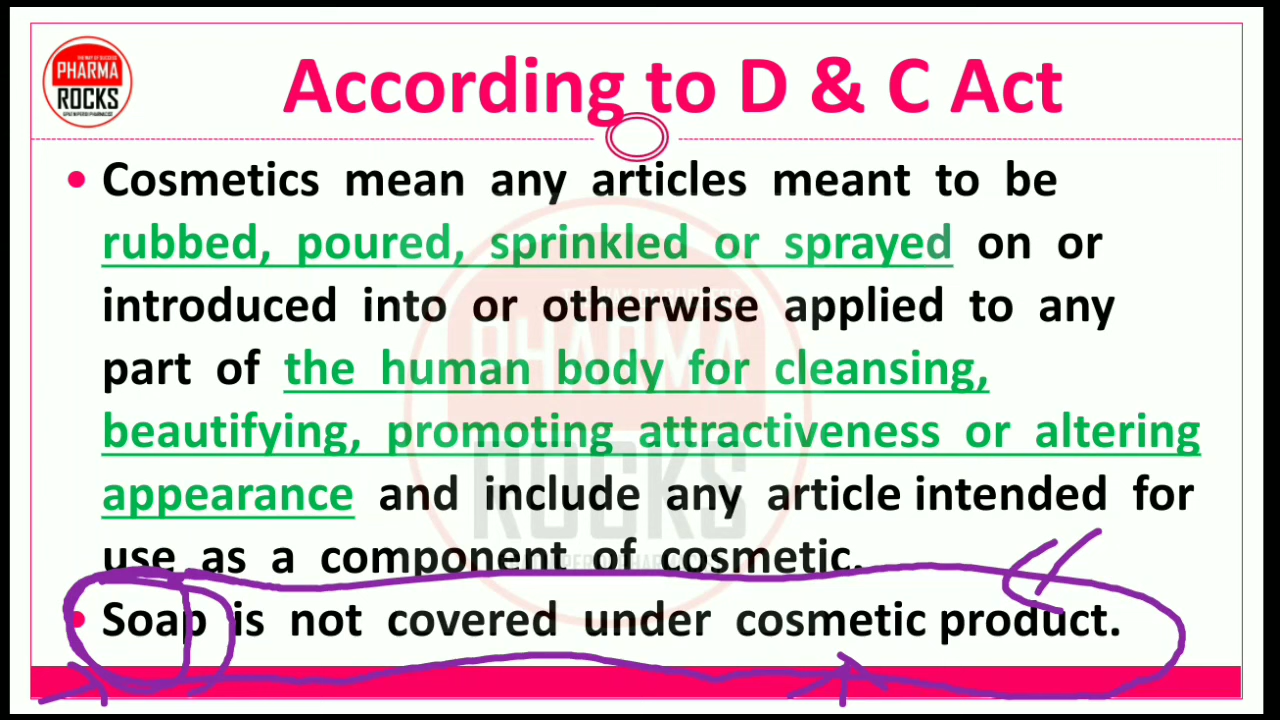 PHARMA
ROCKS
According to D & C Act
Cosmetics mean any articles meant to be
rubbed, poured, sprinkled or sprayed on or
introduced into or otherwise applied to any
part of the human body for cleansing,
beautifying, promoting attractiveness or altering
appearance and include any article intended for
use as a component of cosmetic.
Soap is not covered under cosmetic product.
PHARMA
ROCKS